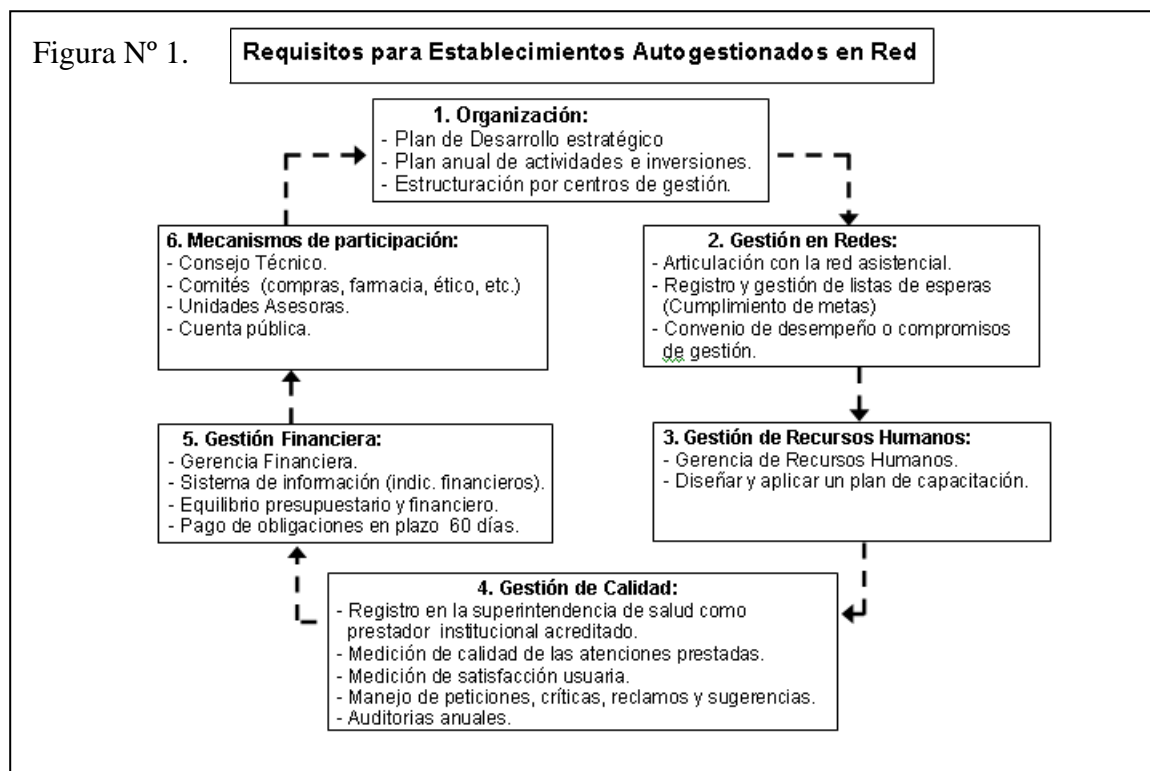 Figura Nº 1.
Requisitos para Establecimientos Autogestionados en Red
1. Organización:
- Plan de Desarrollo estratégico
- Plan anual de actividades e inversiones.
- Estructuración por centros de gestión.
2. Gestión en Redes:
- Articulación con la red asistencial.
- Registro y gestión de listas de esperas
(Cumplimiento de metas)
- Convenio de desempeño o compromisos
de gestión.
3. Gestión de Recursos Humanos:
- Gerencia de Recursos Humanos.
- Diseñar y aplicar un plan de capacitación.
4. Gestión de Calidad:
- Registro en la superintendencia de salud como
prestador institucional acreditado.
- Medición de calidad de las atenciones prestadas.
- Medición de satisfacción usuaria.
- Manejo de peticiones, críticas, reclamos y sugerencias.
- Auditorias anuales.
5. Gestión Financiera:
- Gerencia Financiera.
- Sistema de información (indic. financieros).
- Equilibrio presupuestario y financiero.
- Pago de obligaciones en plazo 60 días.
6. Mecanismos de participación:
- Consejo Técnico.
- Comités (compras, farmacia, ético, etc.)
- Unidades Asesoras.
- Cuenta pública.